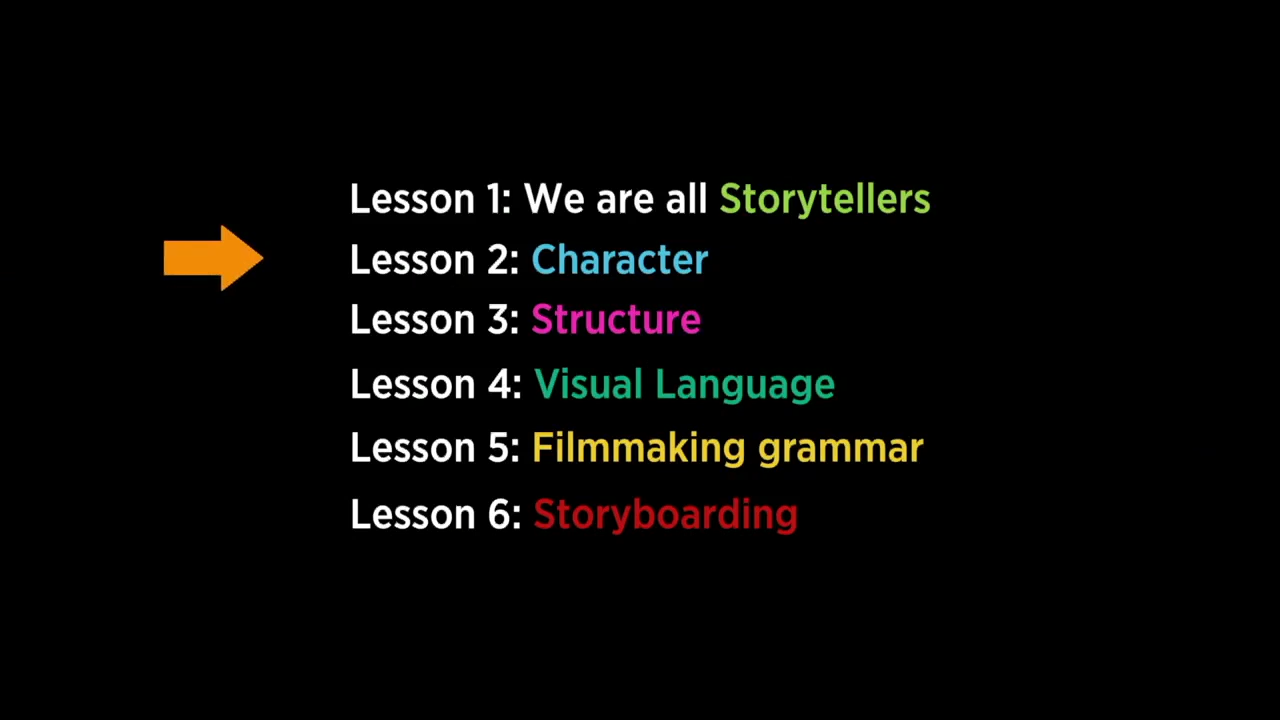 Lesson 1: We are all Storytellers
Lesson 2: Character
Lesson 3: Structure
Lesson 4: Visual Language
Lesson 5: Filmmaking grammar
Lesson 6: Storyboarding